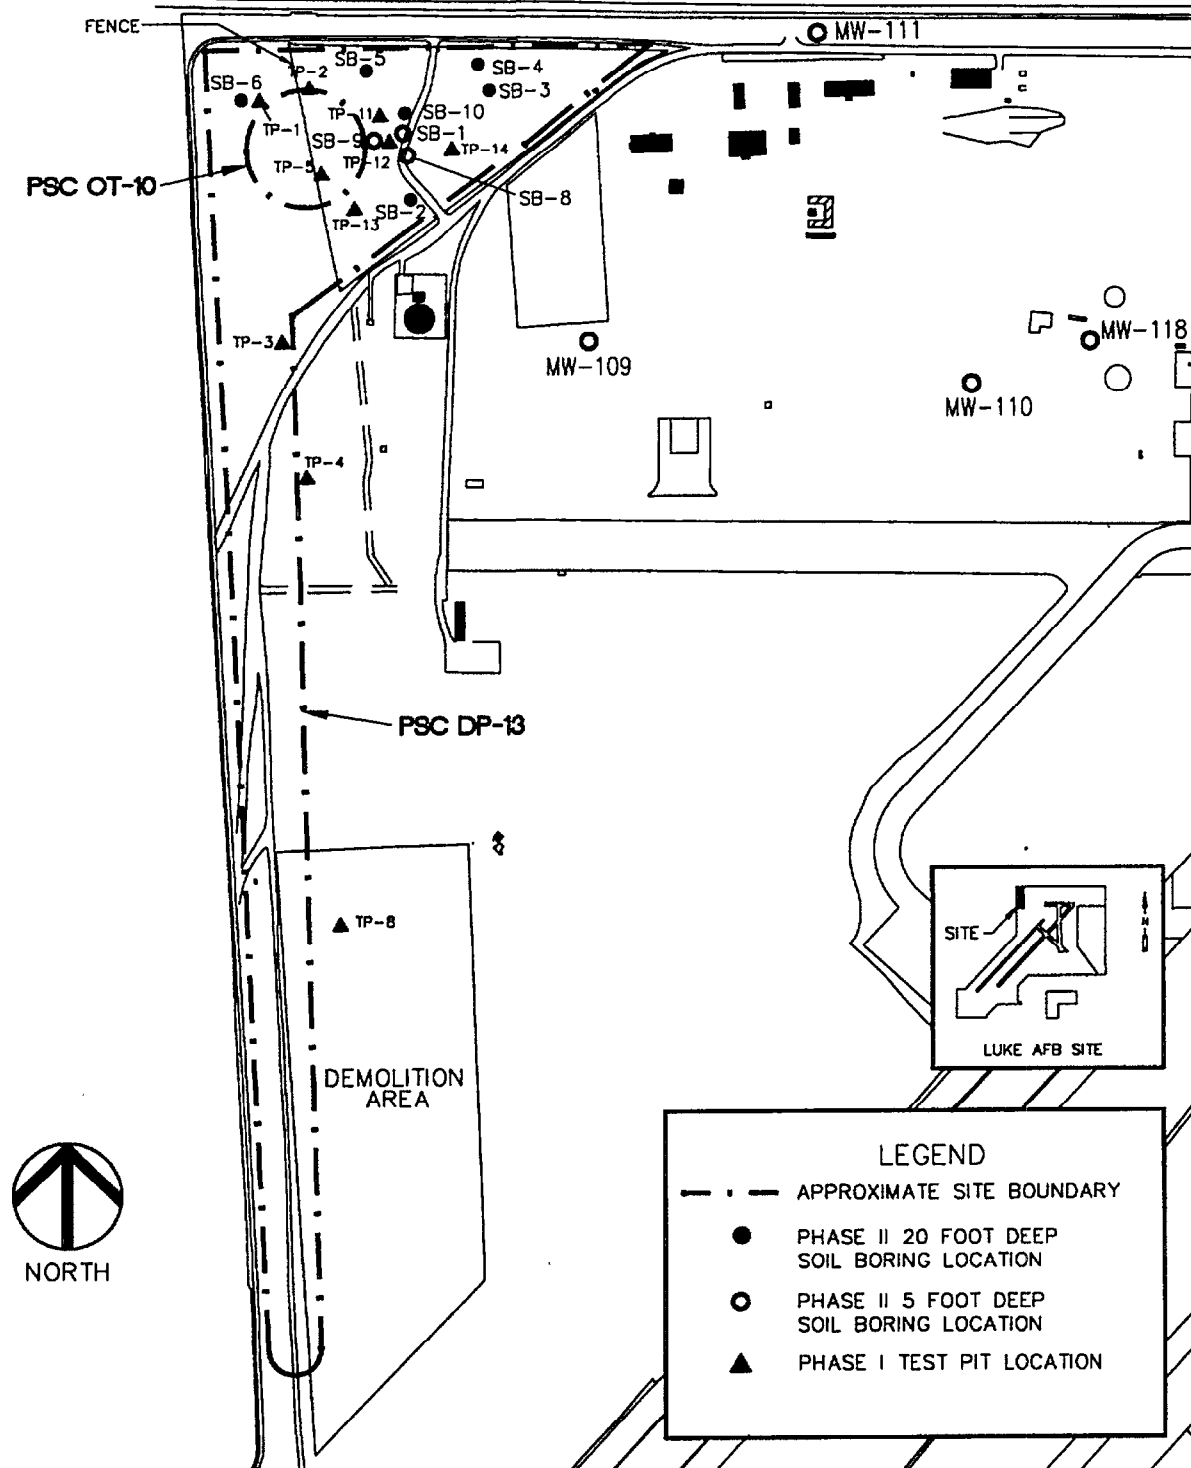 FENCE
MW-111
SB-5
SB-4
TP-2
SB-6
SB-3
TP-1
TP-11
SB-10
SB-1
SB-9
TP-12
TP-14
TP-5
PSC OT-10
SB-8
SB-2
TP-13
TP-3
MW-118
MW-109
MW-110
TP-4
PSC DP-13
TP-8
SITE
N
LUKE AFB SITE
DEMOLITION
AREA
NORTH
LEGEND
APPROXIMATE SITE BOUNDARY
PHASE II 20 FOOT DEEP
SOIL BORING LOCATION
PHASE II 5 FOOT DEEP
SOIL BORING LOCATION
PHASE I TEST PIT LOCATION